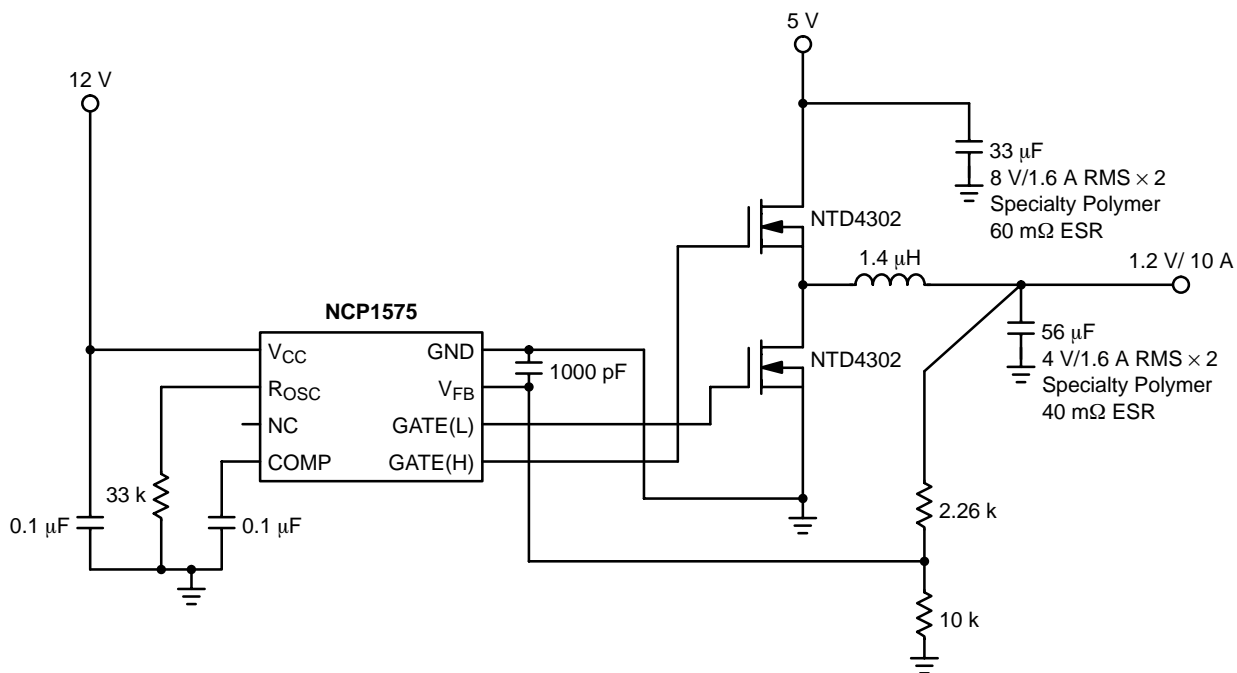 5 V
12 V
33 μF
8 V/1.6 A RMS × 2
Specialty Polymer
60 mΩ ESR
NTD4302
1.4 μH
1.2 V/ 10 A
NCP1575
VCC
GND
ROSC
VFB
NC
GATE(L)
COMP
GATE(H)
1000 pF
NTD4302
56 μF
4 V/1.6 A RMS × 2
Specialty Polymer
40 mΩ ESR
33 k
0.1 μF
0.1 μF
2.26 k
10 k